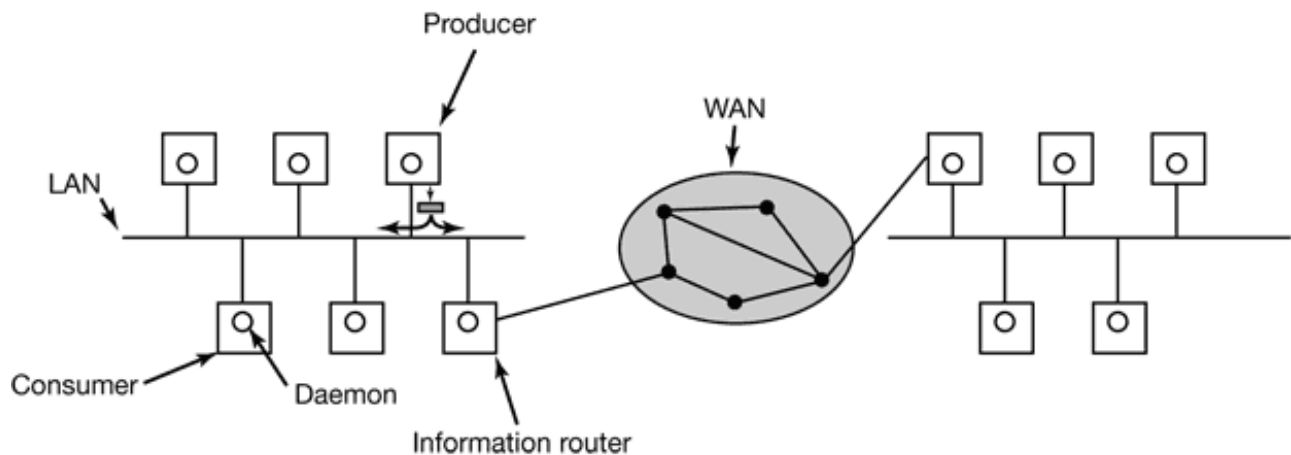 Producer
WAN
LAN
Consumer
Daemon
Information router